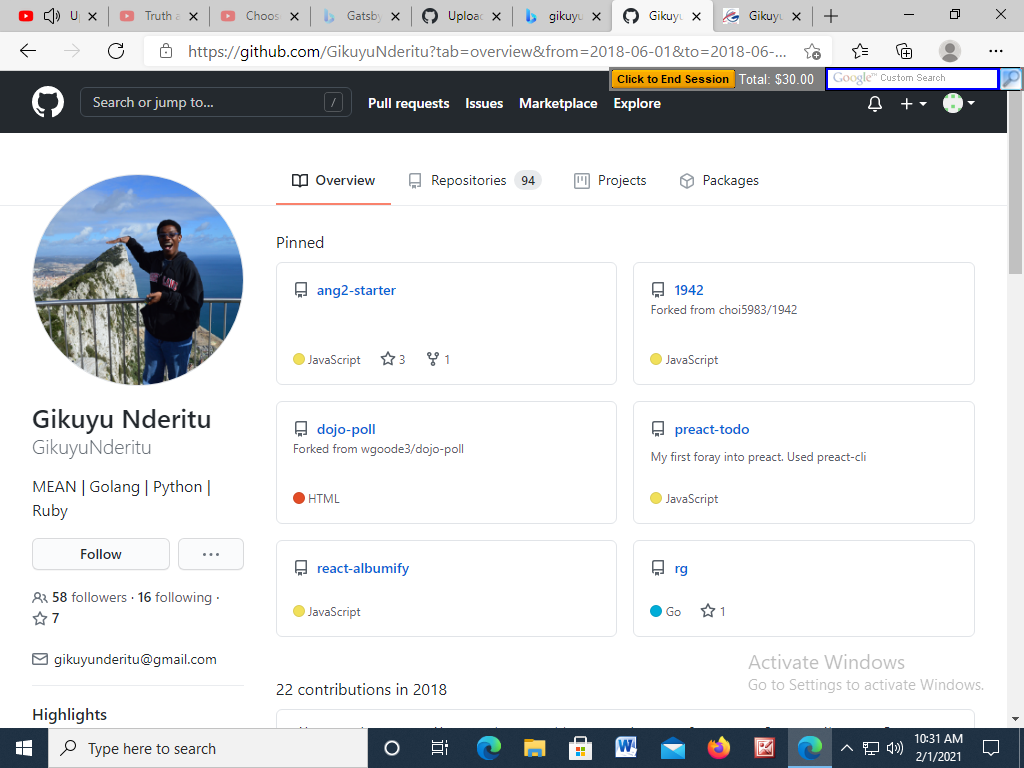 U
Truth a
Choos
Gatsby
Upload
gikuyu
Gikuyu
Gikuyu
https://github.com/GikuyuNderitu?tab=overview&from=2018-06-01&to=2018-06-...
Click to End Session Total: $30.00 Google™ Custom Search
Search or jump to... / Pull requests Issues Marketplace Explore
Overview Repositories 94 Projects Packages
Pinned
ang2-starter
JavaScript 3 1
1942
Forked from choi5983/1942
JavaScript
dojo-poll
Forked from wgoode3/dojo-poll
HTML
preact-todo
My first foray into preact. Used preact-cli
JavaScript
react-albumify
JavaScript
rg
Go 1
Gikuyu Nderitu
GikuyuNderitu
MEAN | Golang | Python |
Ruby
Follow ...
58 followers · 16 following ·
7
gikuyunderitu@gmail.com
Highlights
22 contributions in 2018
Activate Windows
Go to Settings to activate Windows.
Type here to search
10:31 AM
2/1/2021